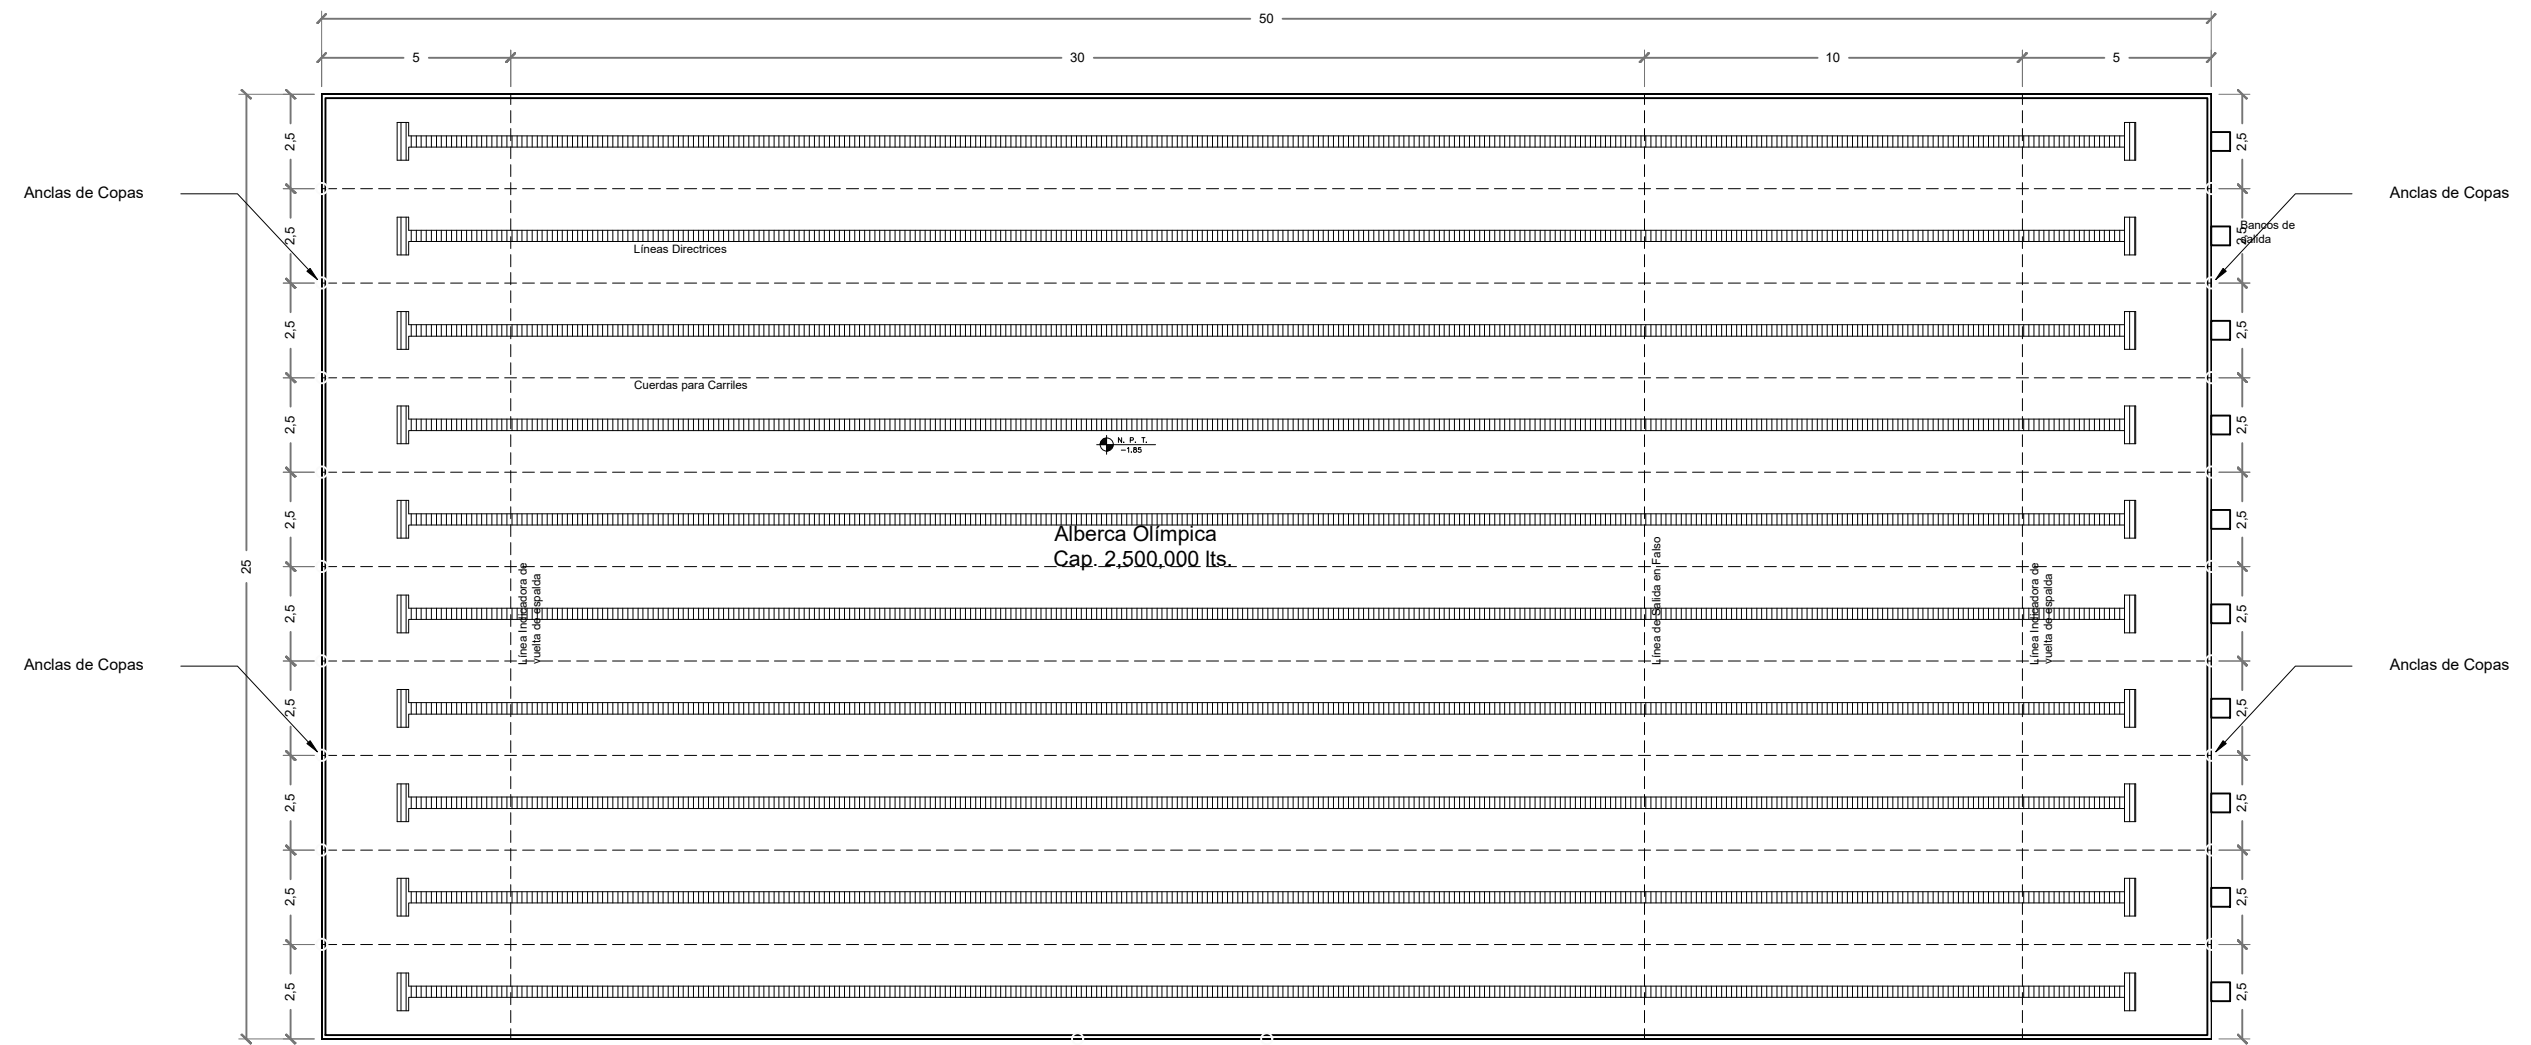 50
5
30
10
5
2,5
2,5
Anclas de Copas
Anclas de Copas
2,5
2,5
Bancos de
salida
Líneas Directrices
2,5
2,5
Cuerdas para Carriles
2,5
2,5
N. P. T.
-1.85
2,5
2,5
Alberca Olímpica
Cap. 2,500,000 lts.
25
Línea Indicadora de
vuelta de espalda
Línea de Salida en Falso
Línea Indicadora de
vuelta de espalda
2,5
2,5
Anclas de Copas
Anclas de Copas
2,5
2,5
2,5
2,5
2,5
2,5
2,5
2,5